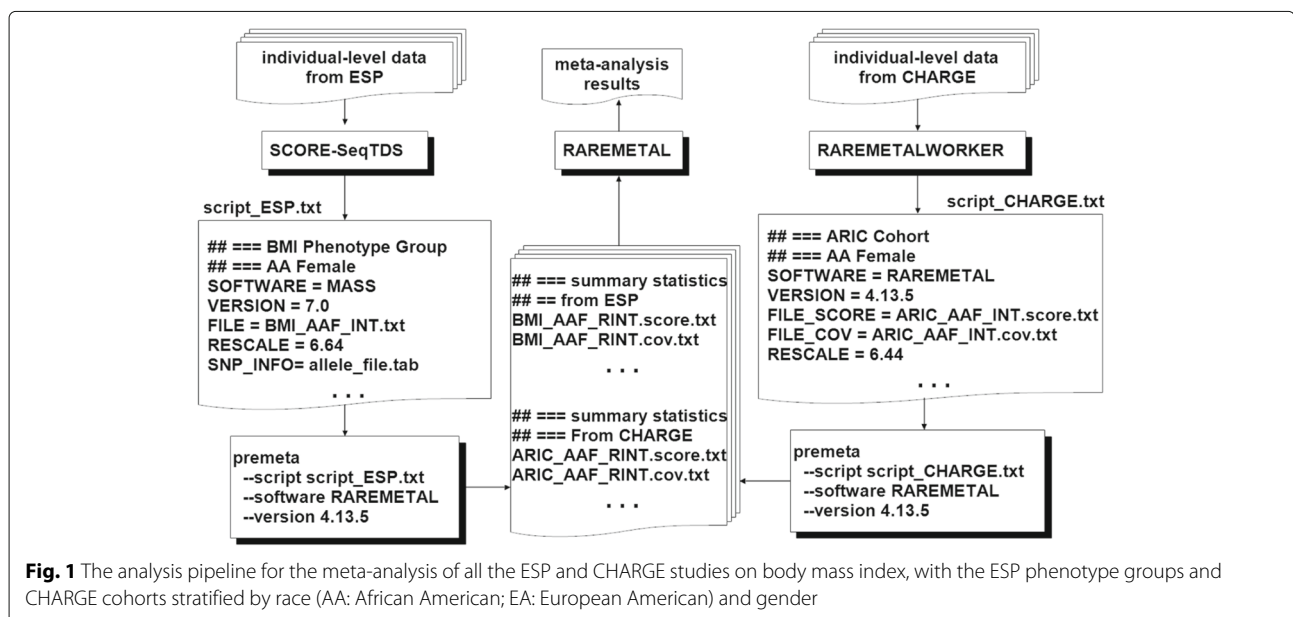 individual-level data
from ESP
SCORE-SeqTDS
script_ESP.txt
## === BMI Phenotype Group
## === AA Female
SOFTWARE = MASS
VERSION = 7.0
FILE = BMI_AAF_INT.txt
RESCALE = 6.64
SNP_INFO= allele_file.tab
. . .
premeta
--script script_ESP.txt
--software RAREMETAL
--version 4.13.5
meta-analysis
results
RAREMETAL
## === summary statistics
## == from ESP
BMI_AAF_RINT.score.txt
BMI_AAF_RINT.cov.txt
. . .
## === summary statistics
## === From CHARGE
ARIC_AAF_RINT.score.txt
ARIC_AAF_RINT.cov.txt
. . .
individual-level data
from CHARGE
RAREMETALWORKER
script_CHARGE.txt
## === ARIC Cohort
## === AA Female
SOFTWARE = RAREMETAL
VERSION = 4.13.5
FILE_SCORE = ARIC_AAF_INT.score.txt
FILE_COV = ARIC_AAF_INT.cov.txt
RESCALE = 6.44
. . .
premeta
--script script_CHARGE.txt
--software RAREMETAL
--version 4.13.5
Fig. 1 The analysis pipeline for the meta-analysis of all the ESP and CHARGE studies on body mass index, with the ESP phenotype groups and
CHARGE cohorts stratified by race (AA: African American; EA: European American) and gender